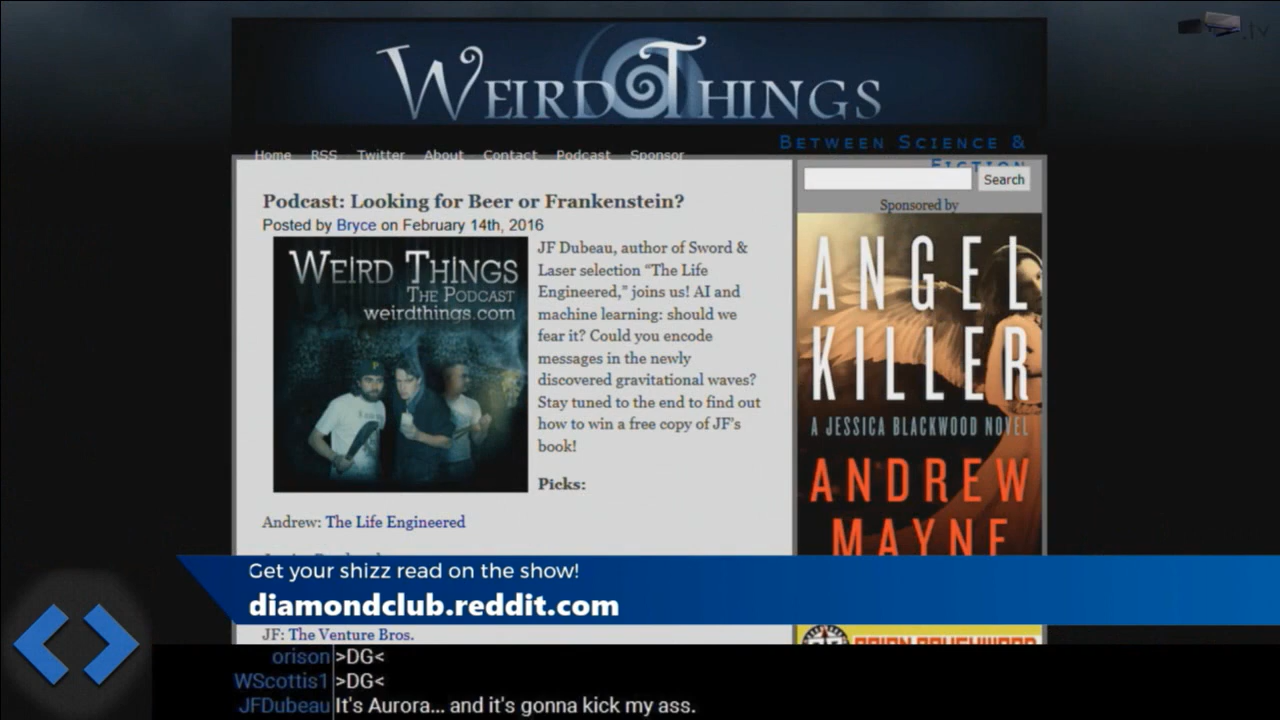 .tv
WEIRD THINGS
BETWEEN SCIENCE &
FICTION
Home RSS Twitter About Contact Podcast Sponsor
Search
Sponsored by
Podcast: Looking for Beer or Frankenstein?
Posted by Bryce on February 14th, 2016
WEIRD THINGS
THE PODCAST
weirdthings.com
JF Dubeau, author of Sword &
Laser selection “The Life
Engineered,” joins us! AI and
machine learning: should we
fear it? Could you encode
messages in the newly
discovered gravitational waves?
Stay tuned to the end to find out
how to win a free copy of JF’s
book!
Picks:
Andrew: The Life Engineered
ANGEL
KILLER
A JESSICA BLACKWOOD NOVEL
ANDREW
MAYNE
Get your shizz read on the show!
diamondclub.reddit.com
JF: The Venture Bros.
orison >DG<
WScottis1 >DG<
JFDubeau It's Aurora... and it's gonna kick my ass.